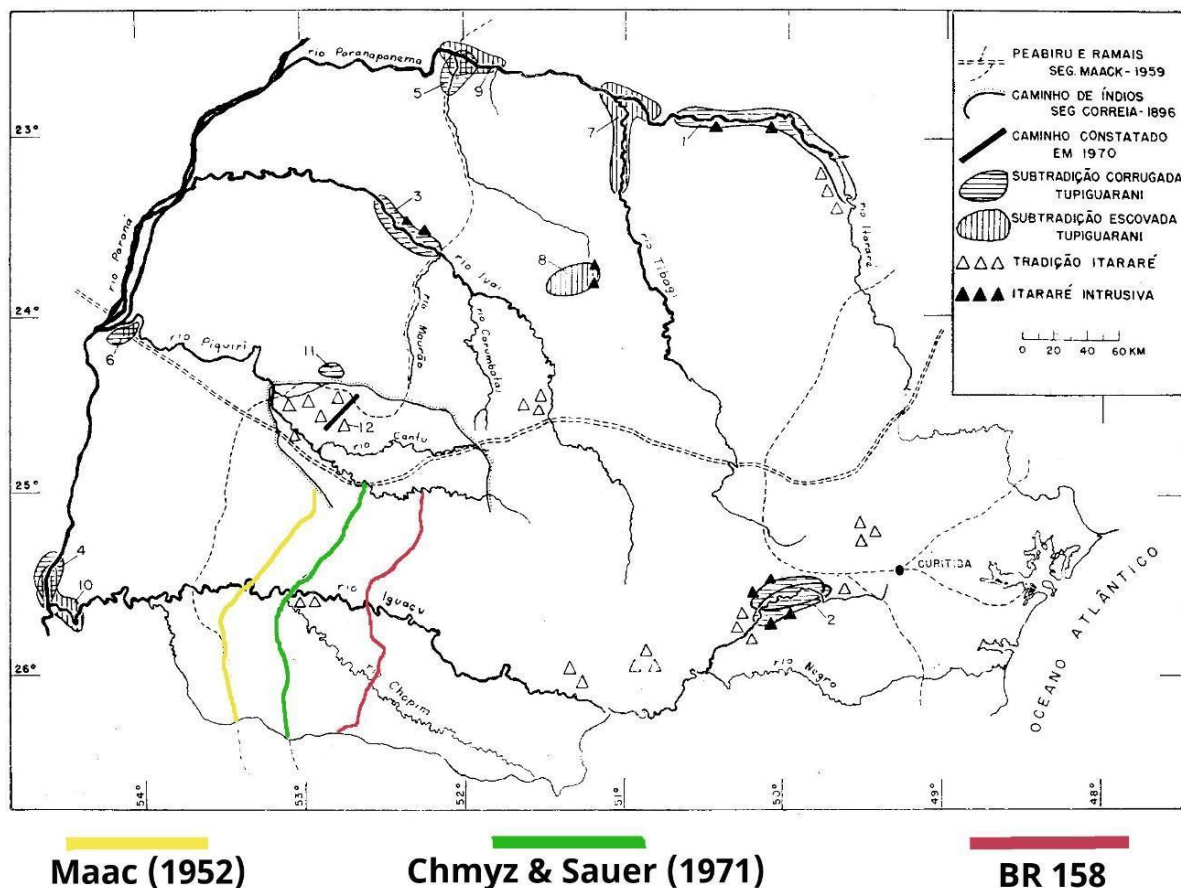 rio Paranapanema
5
9
7
1
PEABIRU E RAMAIS
SEG. MAACK-1959
CAMINHO DE ÍNDIOS
SEG CORREIA-1896
CAMINHO CONSTATADO
EM 1970
SUBTRADIÇÃO CORRUGADA
TUPIGUARANI
SUBTRADIÇÃO ESCOVADA
TUPIGUARANI
TRADIÇÃO ITARARÉ
ITARARÉ INTRUSIVA
0 20 40 60 KM
23°
rio Paraná
3
rio Ivaí
8
rio Tibagi
rio Itararé
24°
6
rio Piquirí
11
rio Mourão
rio Corumbataí
12
rio Cantu
25°
4
10
rio Iguaçu
CURITIBA
2
26°
rio Chopim
rio Negro
OCEANO ATLÂNTICO
54°
53°
52°
51°
50°
49°
48°
Maac (1952)
Chmyz & Sauer (1971)
BR 158